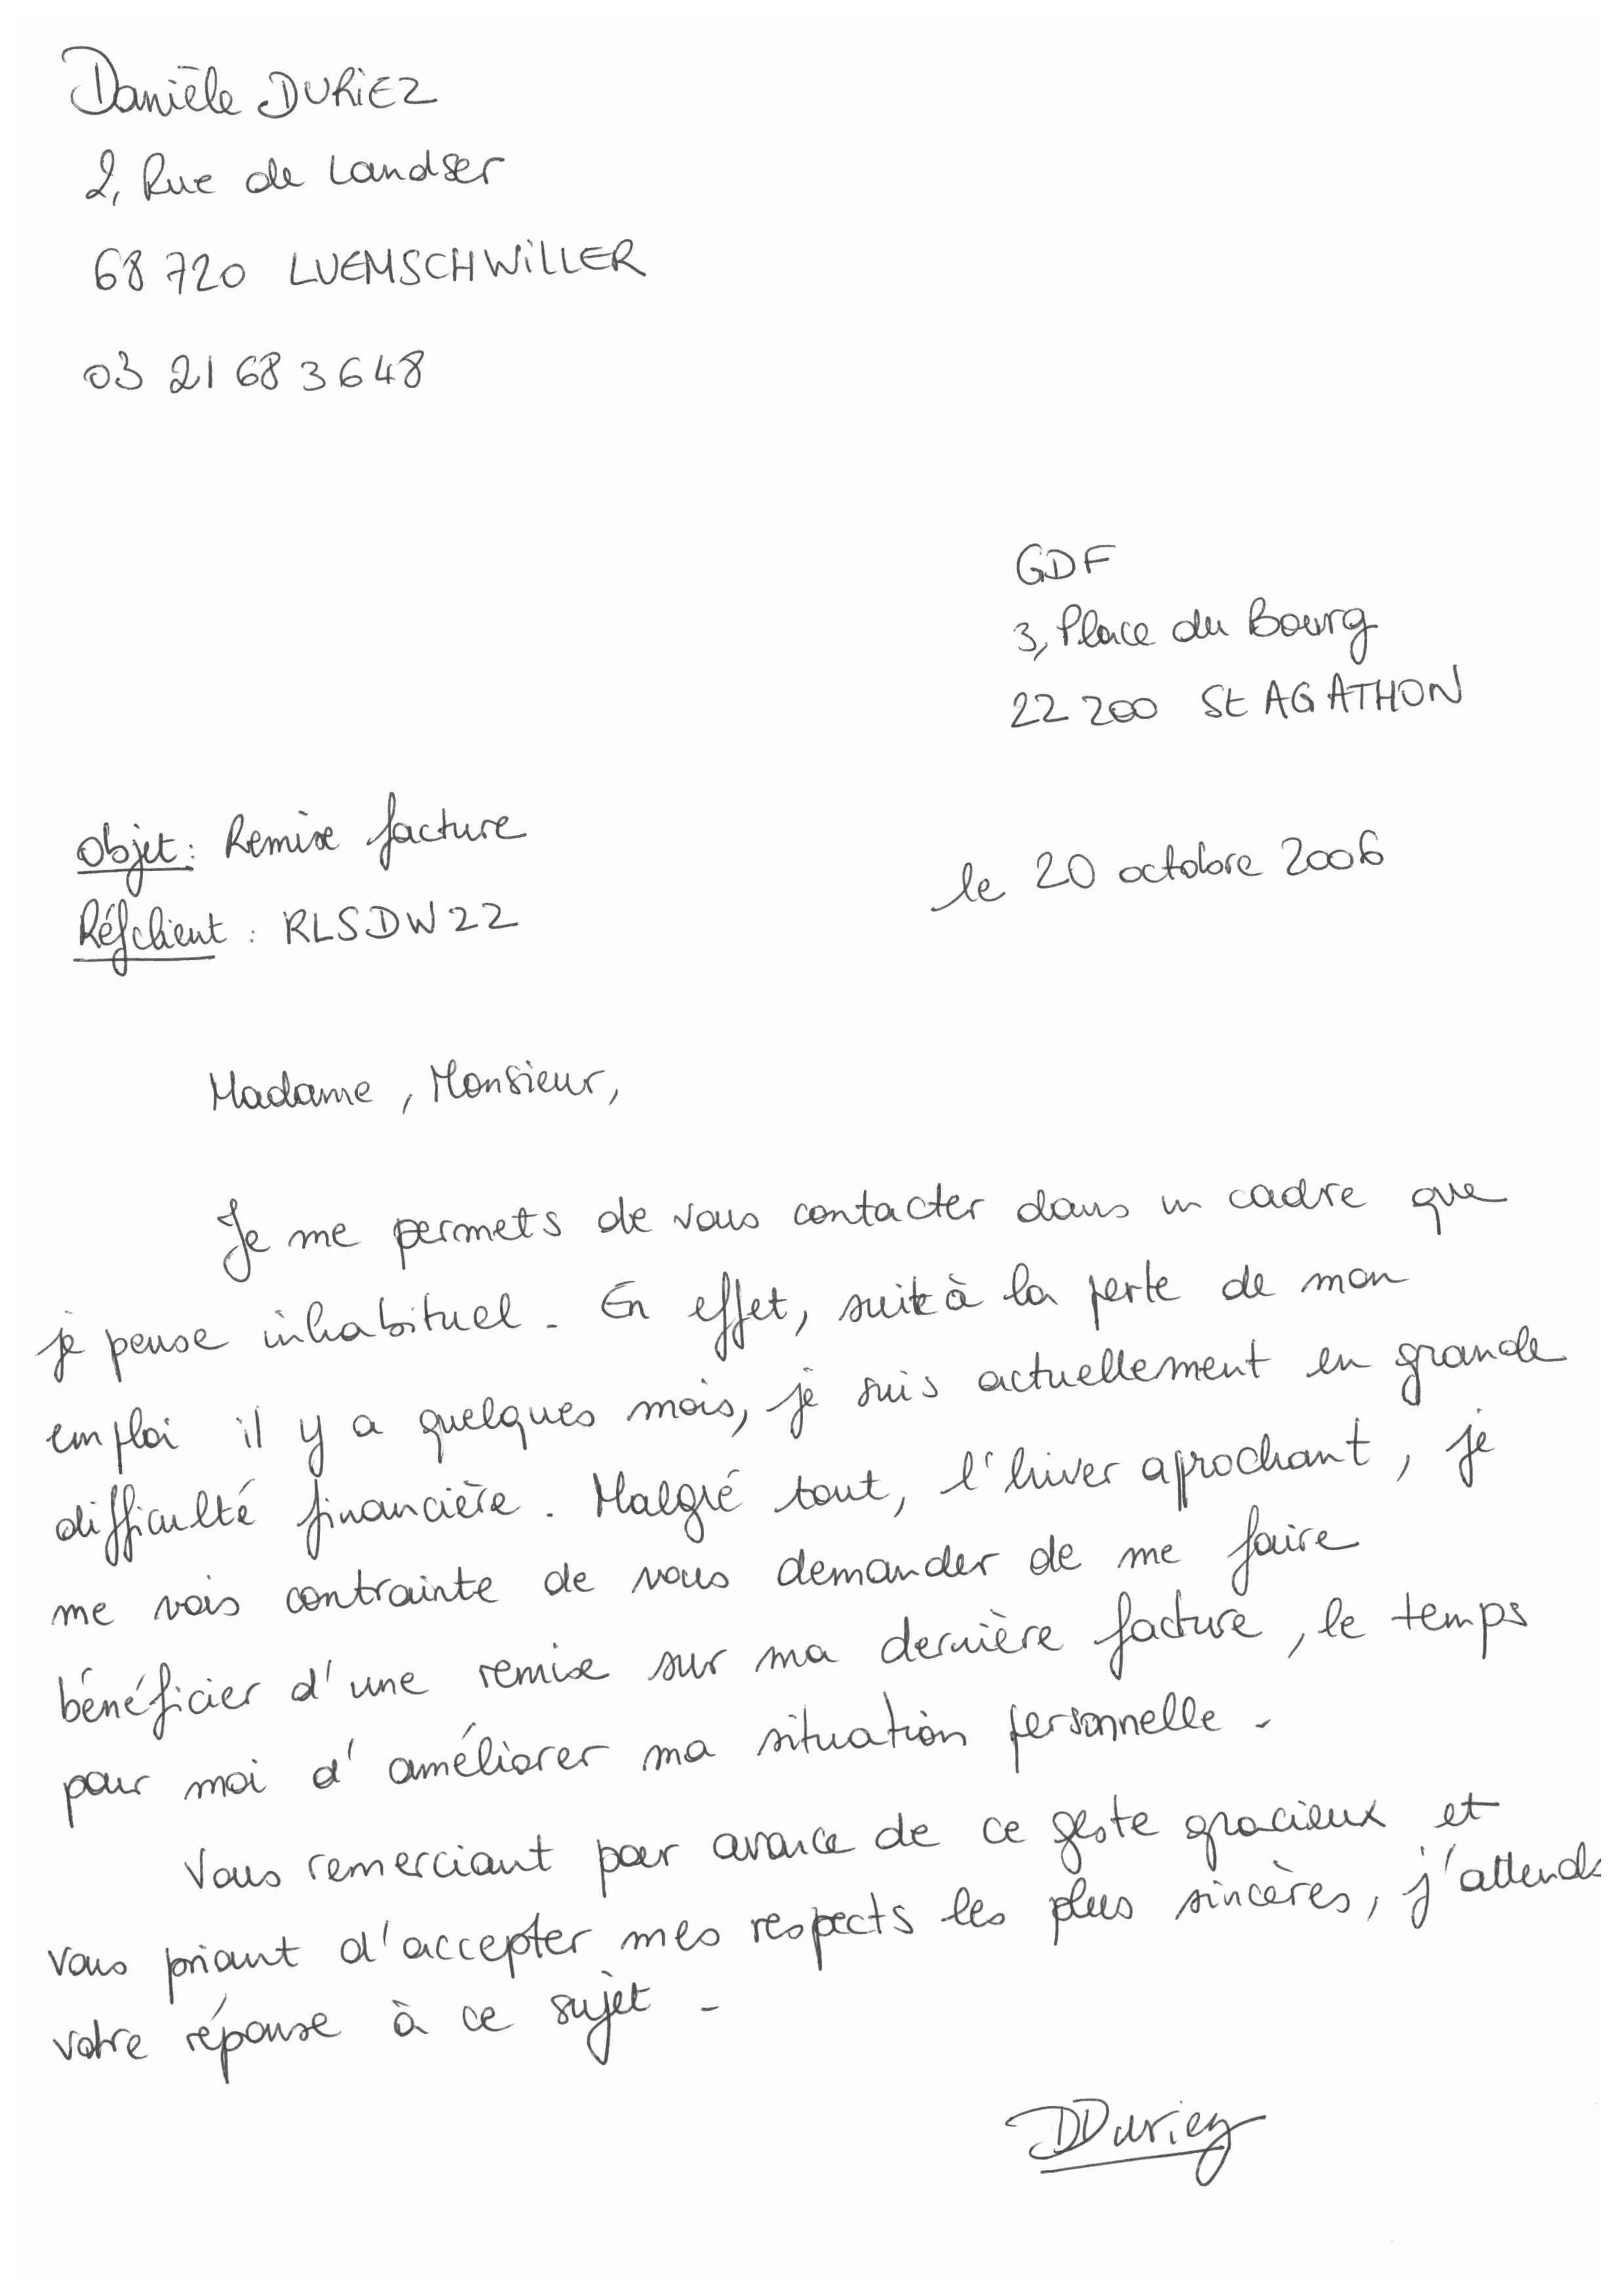 Danièle DURIEZ
2, Rue de Landser
68 720 LUEMSCHWILLER
03 21 68 36 48
GDF
3, Place du Bourg
22 200 St AGATHON
Objet : Remise facture
le 20 octobre 2006
Réf client : RLSDW22
Madame, Monsieur,
Je me permets de vous contacter dans un cadre que
je pense inhabituel. En effet, suite à la perte de mon
emploi il y a quelques mois, je suis actuellement en grande
difficulté financière. Malgré tout, l'hiver aprochant, je
me vois contrainte de vous demander de me faire
bénéficier d'une remise sur ma dernière facture, le temps
pour moi d'améliorer ma situation personnelle.
Vous remerciant par avance de ce geste gracieux et
vous priant d'accepter mes respects les plus sincères, j'attends
votre réponse à ce sujet.
DDuriez